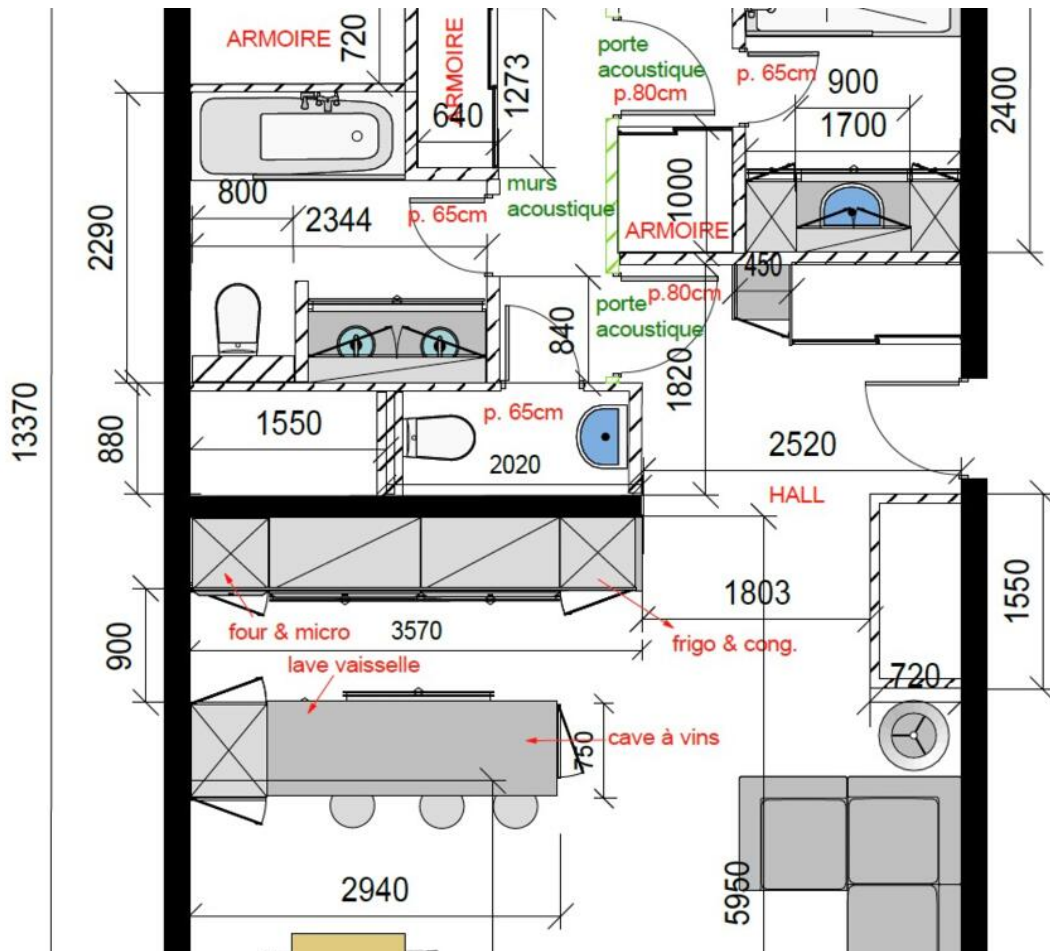 ARMOIRE
720
ARMOIRE
640
1273
porte
acoustique
p.80cm
p. 65cm
900
1700
2400
800
2344
p. 65cm
murs
acoustique
1000
ARMOIRE
2290
450
p.80cm
porte
acoustique
840
1820
13370
880
1550
p. 65cm
2020
2520
HALL
1803
1550
900
four & micro
3570
frigo & cong.
lave vaisselle
720
cave à vins
750
2940
5950